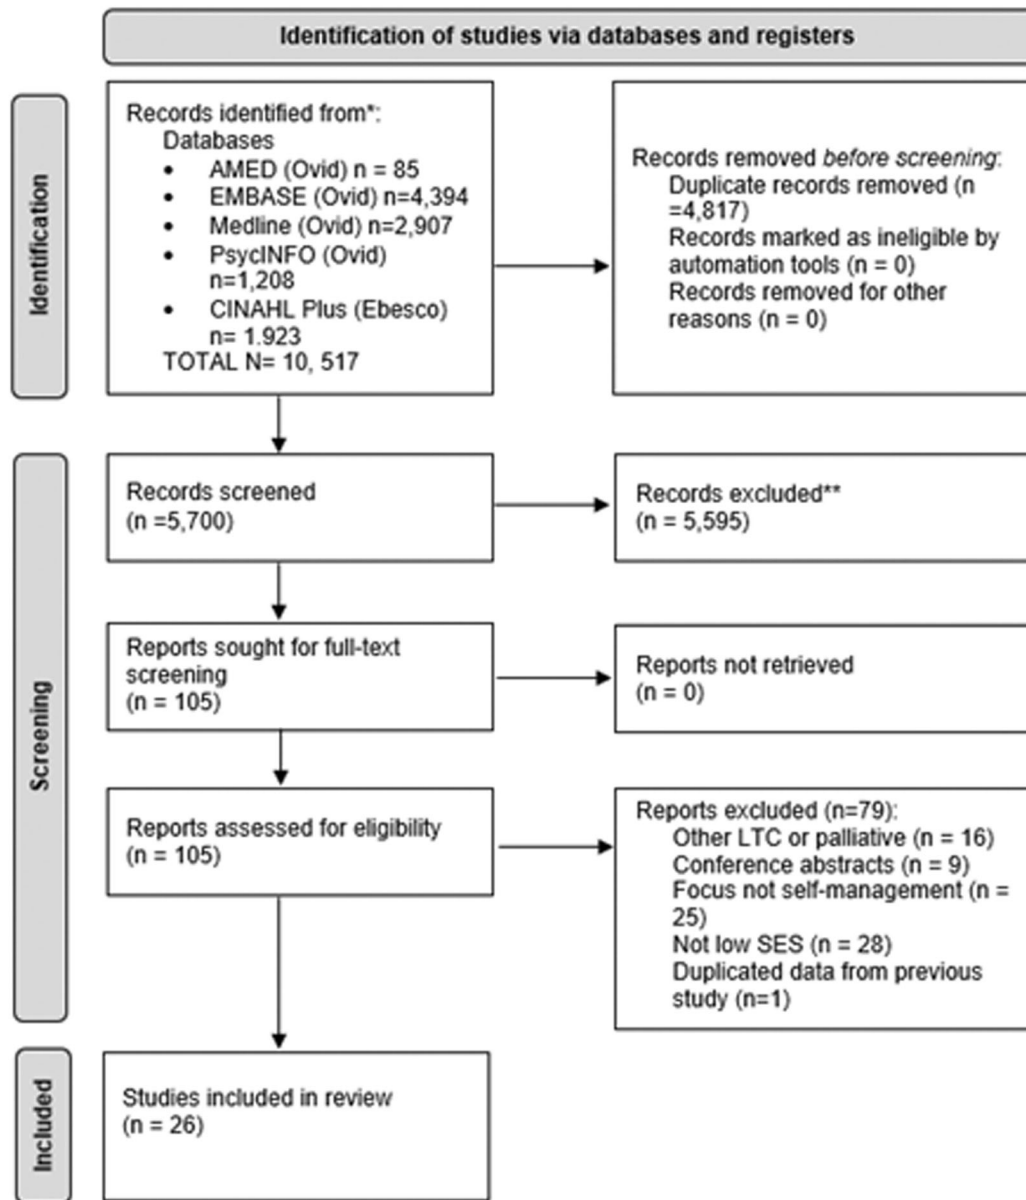 Identification of studies via databases and registers
Identification
Records identified from*:
Databases
• AMED (Ovid) n = 85
• EMBASE (Ovid) n=4,394
• Medline (Ovid) n=2,907
• PsycINFO (Ovid)
n=1,208
• CINAHL Plus (Ebesco)
n= 1.923
TOTAL N= 10, 517
Records removed before screening:
Duplicate records removed (n
=4,817)
Records marked as ineligible by
automation tools (n = 0)
Records removed for other
reasons (n = 0)
Screening
Records screened
(n =5,700)
Records excluded**
(n = 5,595)
Reports sought for full-text
screening
(n = 105)
Reports not retrieved
(n = 0)
Reports assessed for eligibility
(n = 105)
Reports excluded (n=79):
Other LTC or palliative (n = 16)
Conference abstracts (n = 9)
Focus not self-management (n =
25)
Not low SES (n = 28)
Duplicated data from previous
study (n=1)
Included
Studies included in review
(n = 26)